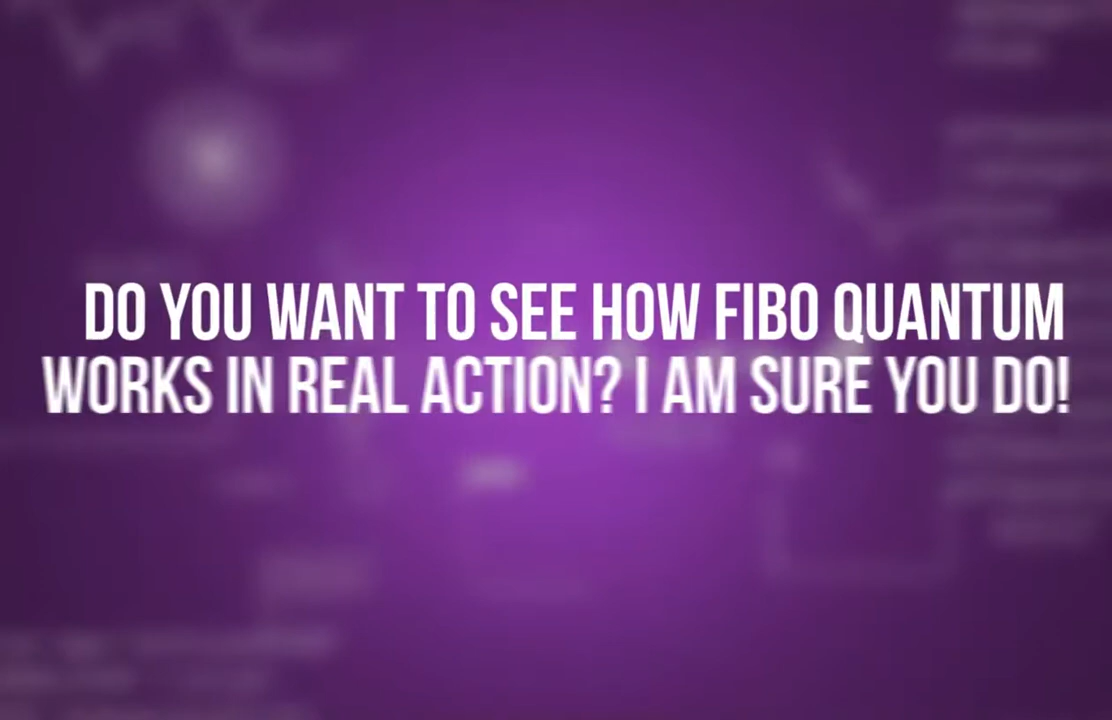 DO YOU WANT TO SEE HOW FIBO QUANTUM
WORKS IN REAL ACTION? I AM SURE YOU DO!